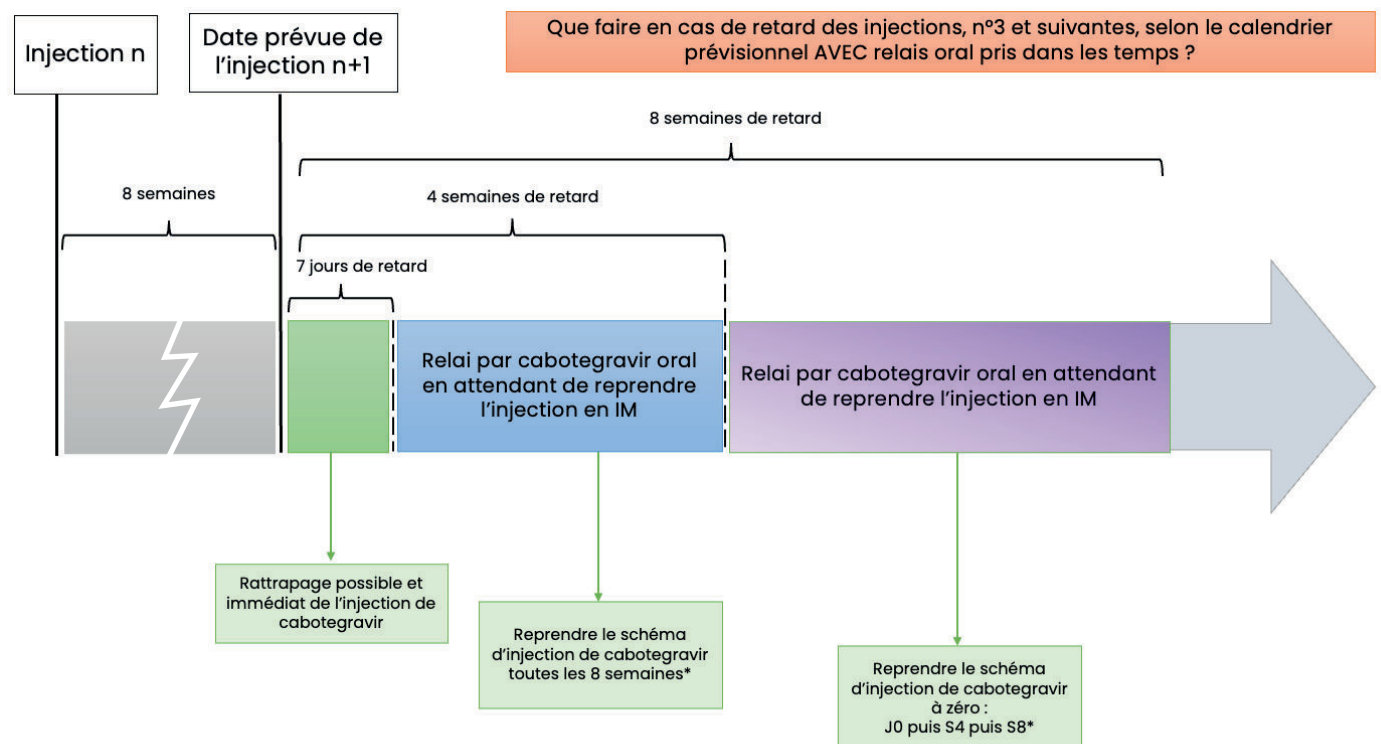 Injection n
Date prévue de
l’injection n+1
Que faire en cas de retard des injections, n°3 et suivantes, selon le calendrier
prévisionnel AVEC relais oral pris dans les temps ?
8 semaines de retard
8 semaines
4 semaines de retard
7 jours de retard
Relai par cabotegravir oral
en attendant de reprendre
l’injection en IM
Relai par cabotegravir oral en attendant
de reprendre l’injection en IM
Rattrapage possible et
immédiat de l’injection de
cabotegravir
Reprendre le schéma
d’injection de cabotegravir
toutes les 8 semaines*
Reprendre le schéma
d’injection de cabotegravir
à zéro :
J0 puis S4 puis S8*